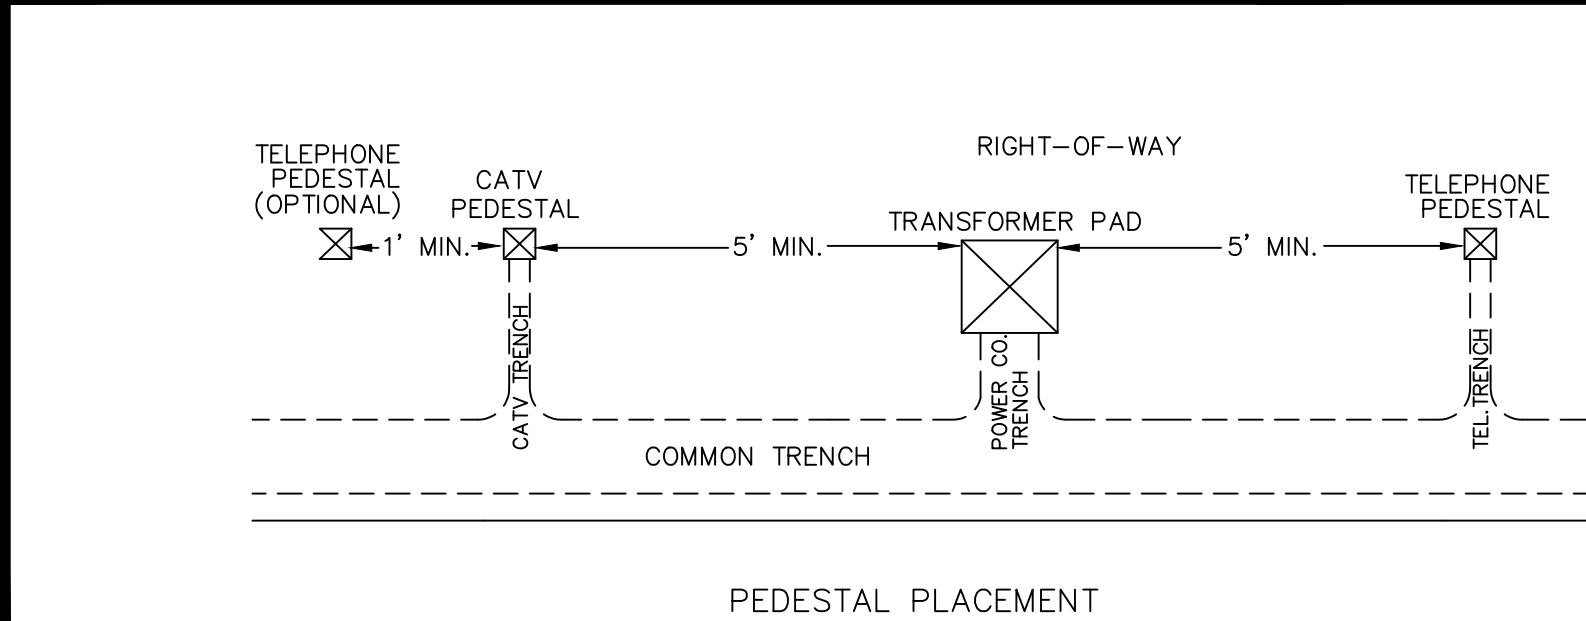 RIGHT-OF-WAY
TELEPHONE
PEDESTAL
(OPTIONAL)
CATV
PEDESTAL
TRANSFORMER PAD
TELEPHONE
PEDESTAL
1' MIN.
5' MIN.
5' MIN.
CATV TRENCH
POWER CO.
TRENCH
TEL. TRENCH
COMMON TRENCH
PEDESTAL PLACEMENT